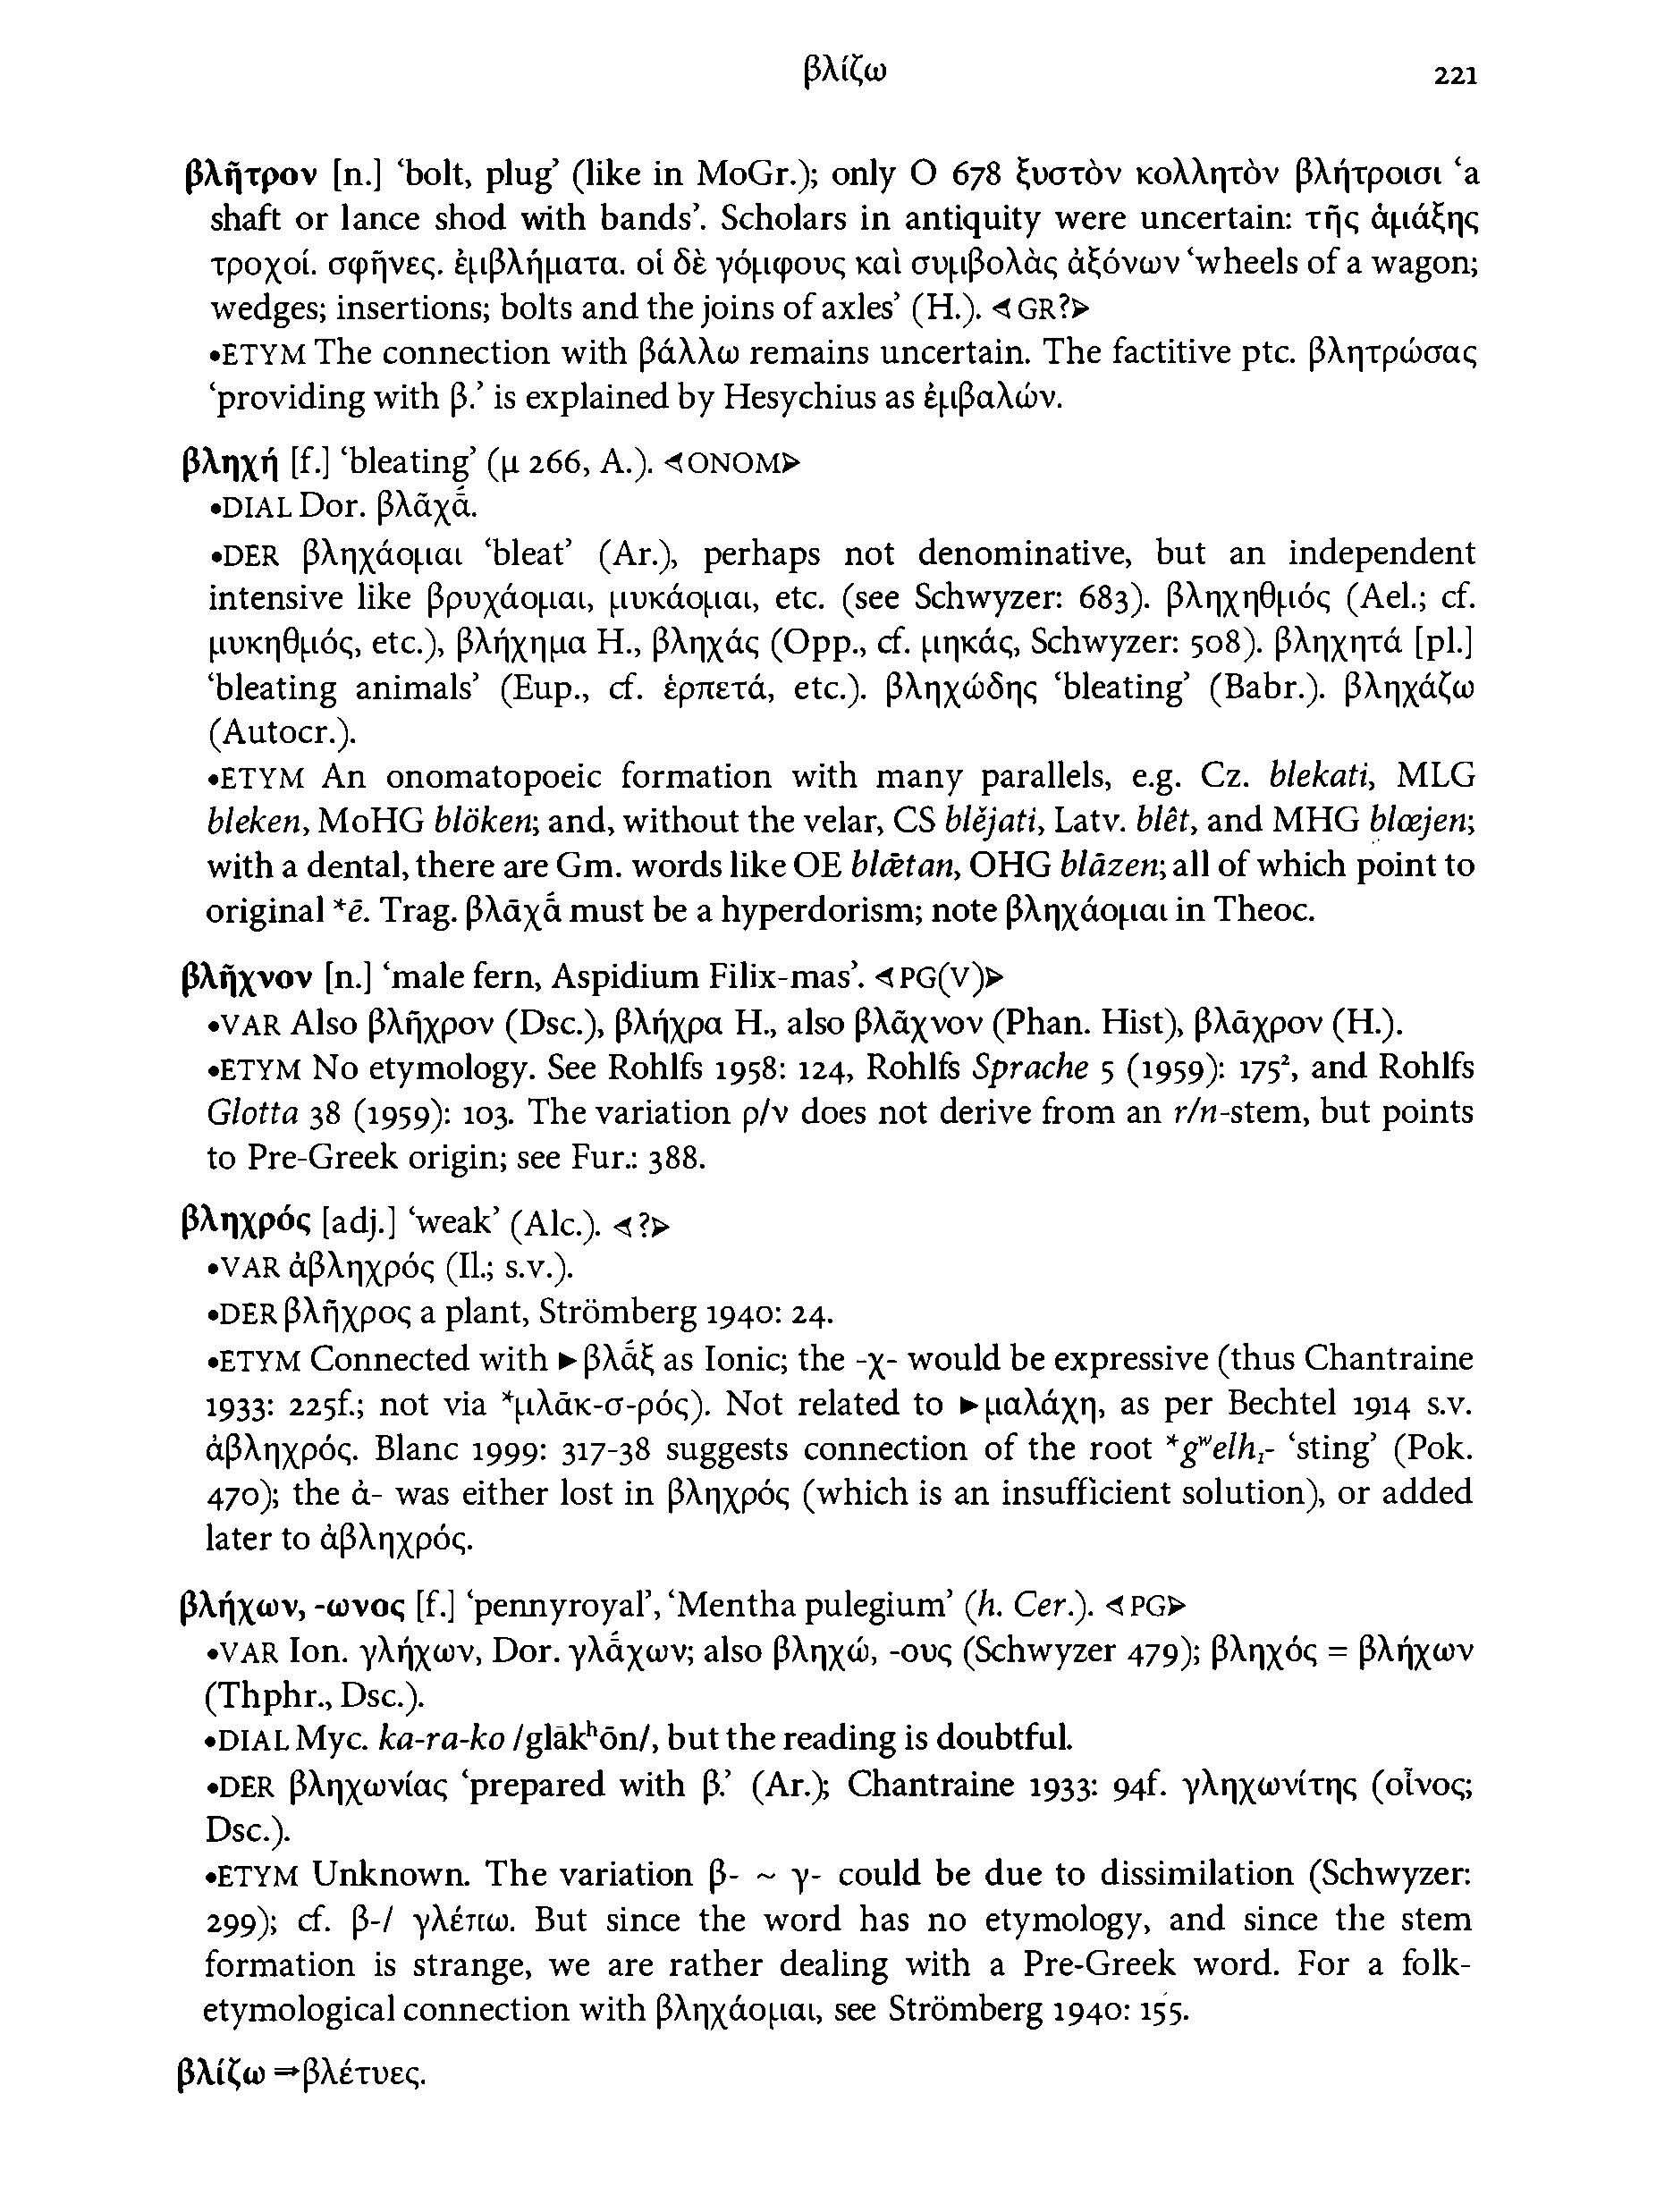 βλίζω 221
βλῆτρον [n.] ‘bolt, plug’ (like in MoGr.); only O 678 ξυστὸν κολλητὸν βλήτροισι ‘a
shaft or lance shod with bands’. Scholars in antiquity were uncertain: τῆς ἁμάξης
τροχοί. σφῆνες. ἐμβλήματα. οἱ δὲ γόμφους καὶ συμβολὰς ἀξόνων ‘wheels of a wagon;
wedges; insertions; bolts and the joins of axles’ (H.). ⊲GR?⊳
•ETYM The connection with βάλλω remains uncertain. The factitive ptc. βλητρώσας
‘providing with β.’ is explained by Hesychius as ἐμβαλών.
βληχή [f.] ‘bleating’ (μ 266, A.). ⊲ONOM⊳
•DIAL Dor. βλᾱχᾱ́.
•DER βληχάομαι ‘bleat’ (Ar.), perhaps not denominative, but an independent
intensive like βρυχάομαι, μυκάομαι, etc. (see Schwyzer: 683). βληχηθμός (Ael.; cf.
μυκηθμός, etc.), βλήχημα H., βληχάς (Opp., cf. μηκάς, Schwyzer: 508). βληχητά [pl.]
‘bleating animals’ (Eup., cf. ἑρπετά, etc.). βληχώδης ‘bleating’ (Babr.). βληχάζω
(Autocr.).
•ETYM An onomatopoeic formation with many parallels, e.g. Cz. blekati, MLG
bleken, MoHG blöken; and, without the velar, CS blějati, Latv. blêt, and MHG blœjen;
with a dental, there are Gm. words like OE blǣtan, OHG blāzen; all of which point to
original *ē. Trag. βλᾱχᾱ́ must be a hyperdorism; note βληχάομαι in Theoc.
βλῆχνον [n.] ‘male fern, Aspidium Filix-mas’. ⊲PG(V)⊳
•VAR Also βλῆχρον (Dsc.), βλήχρα H., also βλᾶχνον (Phan. Hist), βλᾶχρον (H.).
•ETYM No etymology. See Rohlfs 1958: 124, Rohlfs Sprache 5 (1959): 175², and Rohlfs
Glotta 38 (1959): 103. The variation ρ/ν does not derive from an r/n-stem, but points
to Pre-Greek origin; see Fur.: 388.
βληχρός [adj.] ‘weak’ (Alc.). ⊲?⊳
•VAR ἀβληχρός (Il.; s.v.).
•DER βλῆχρος a plant, Strömberg 1940: 24.
•ETYM Connected with ►βλᾱ́ξ as Ionic; the -χ- would be expressive (thus Chantraine
1933: 225f.; not via *μλᾱκ-σ-ρός). Not related to ►μαλάχη, as per Bechtel 1914 s.v.
ἀβληχρός. Blanc 1999: 317-38 suggests connection of the root *gʷelh₁- ‘sting’ (Pok.
470); the ἀ- was either lost in βληχρός (which is an insufficient solution), or added
later to ἀβληχρός.
βλήχων, -ωνος [f.] ‘pennyroyal’, ‘Mentha pulegium’ (h. Cer.). ⊲PG⊳
•VAR Ion. γλήχων, Dor. γλᾱ́χων; also βληχώ, -ους (Schwyzer 479); βληχός = βλήχων
(Thphr., Dsc.).
•DIAL Myc. ka-ra-ko /glākʰōn/, but the reading is doubtful.
•DER βληχωνίας ‘prepared with β.’ (Ar.); Chantraine 1933: 94f. γληχωνίτης (οἶνος;
Dsc.).
•ETYM Unknown. The variation β- ~ γ- could be due to dissimilation (Schwyzer:
299); cf. β-/ γλέπω. But since the word has no etymology, and since the stem
formation is strange, we are rather dealing with a Pre-Greek word. For a folk-
etymological connection with βληχάομαι, see Strömberg 1940: 155.
βλίζω ⇒βλέτυες.